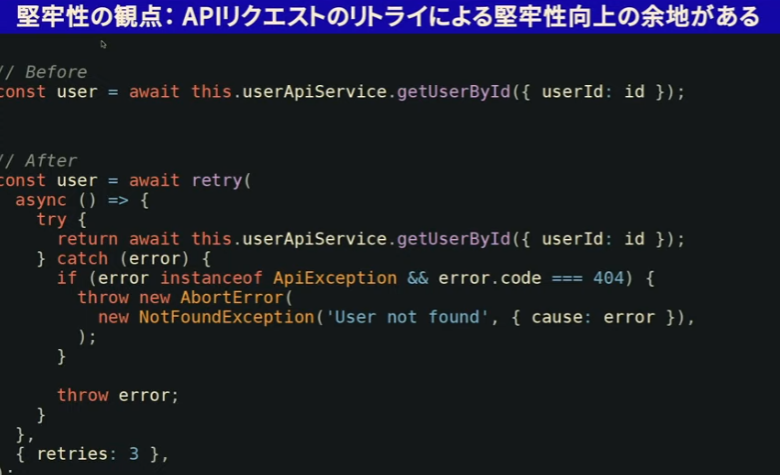 堅牢性の観点：APIリクエストのリトライによる堅牢性向上の余地がある
// Before
const user = await this.userApiService.getUserById({ userId: id });
// After
const user = await retry(
async () => {
try {
return await this.userApiService.getUserById({ userId: id });
} catch (error) {
if (error instanceof ApiException && error.code === 404) {
throw new AbortError(
new NotFoundException('User not found', { cause: error }),
);
}
throw error;
}
},
{ retries: 3 },
);